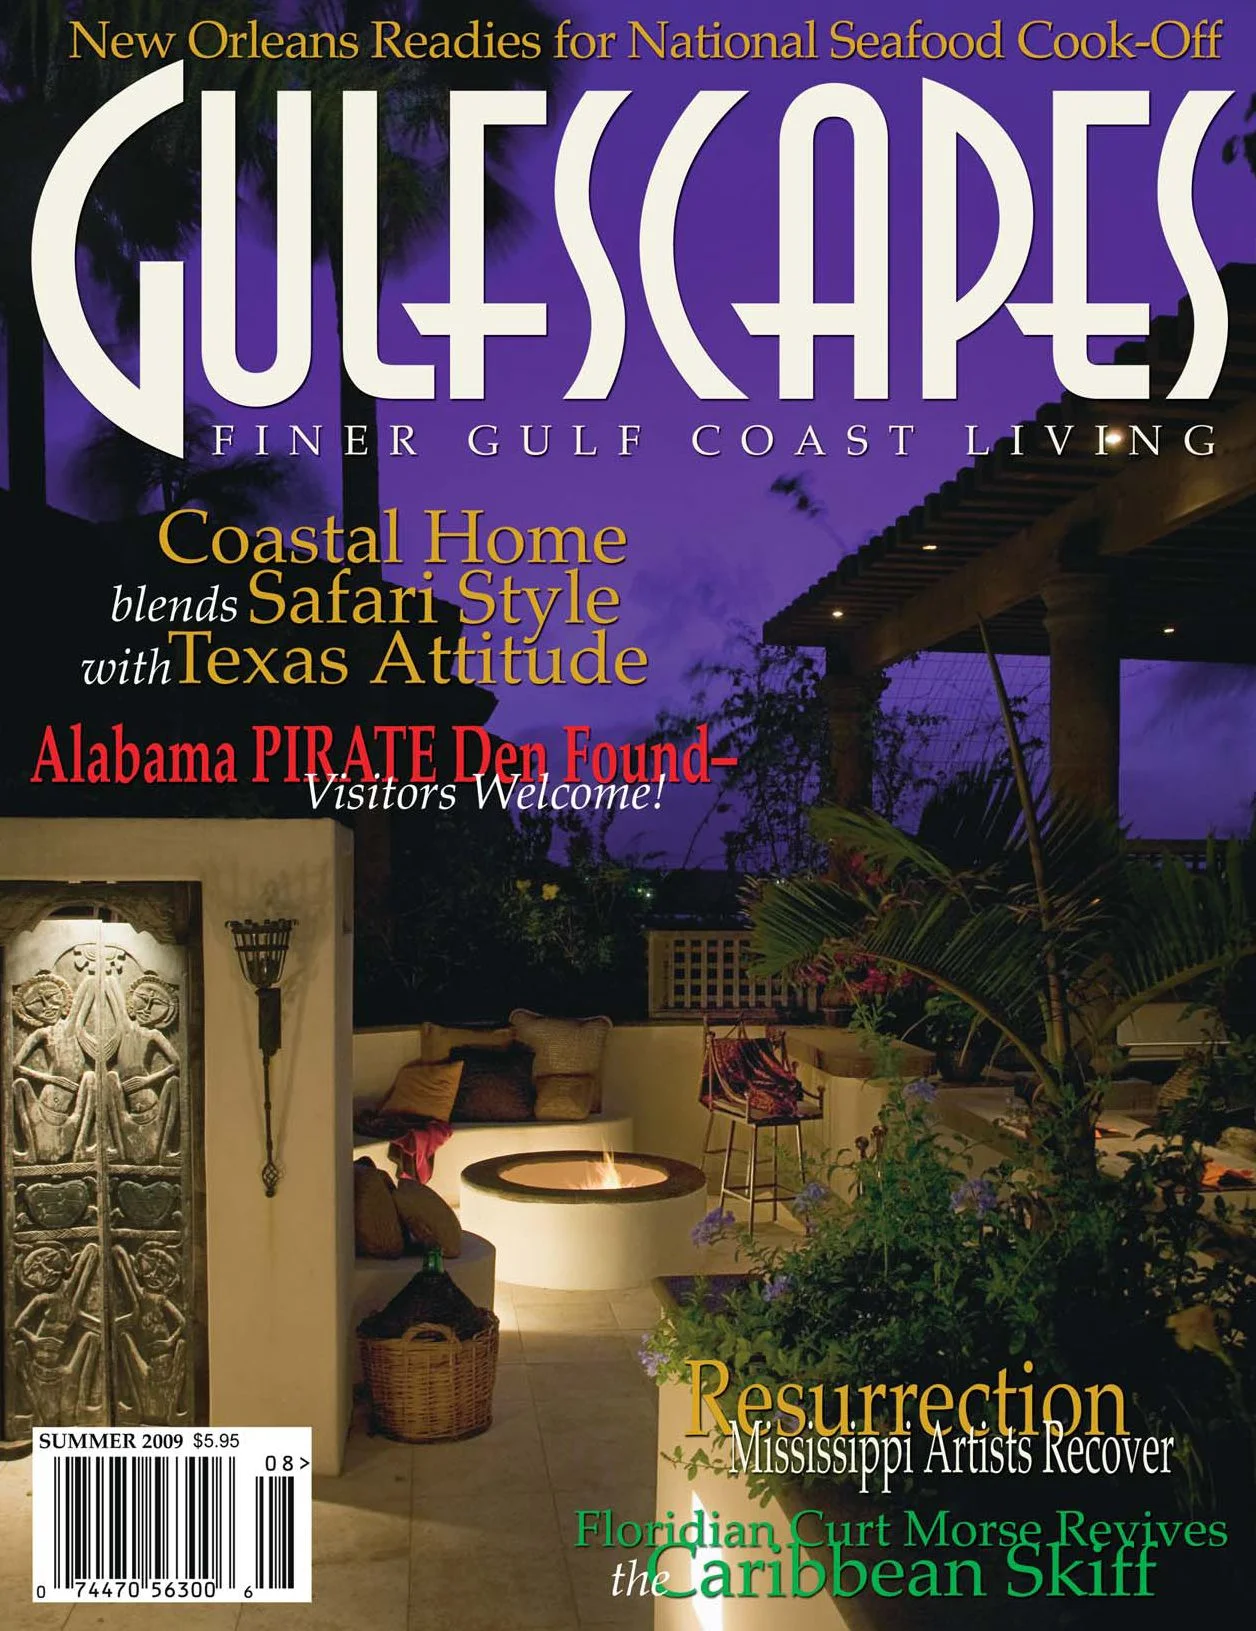 New Orleans Readies for National Seafood Cook-Off
GULFSCAPES
FINER GULF COAST LIVING
Coastal Home
blends Safari Style
with Texas Attitude
Alabama PIRATE Den Found–
Visitors Welcome!
Resurrection
Mississippi Artists Recover
Floridian Curt Morse Revives
the Caribbean Skiff
SUMMER 2009 $5.95
08>
0 74470 56300 6